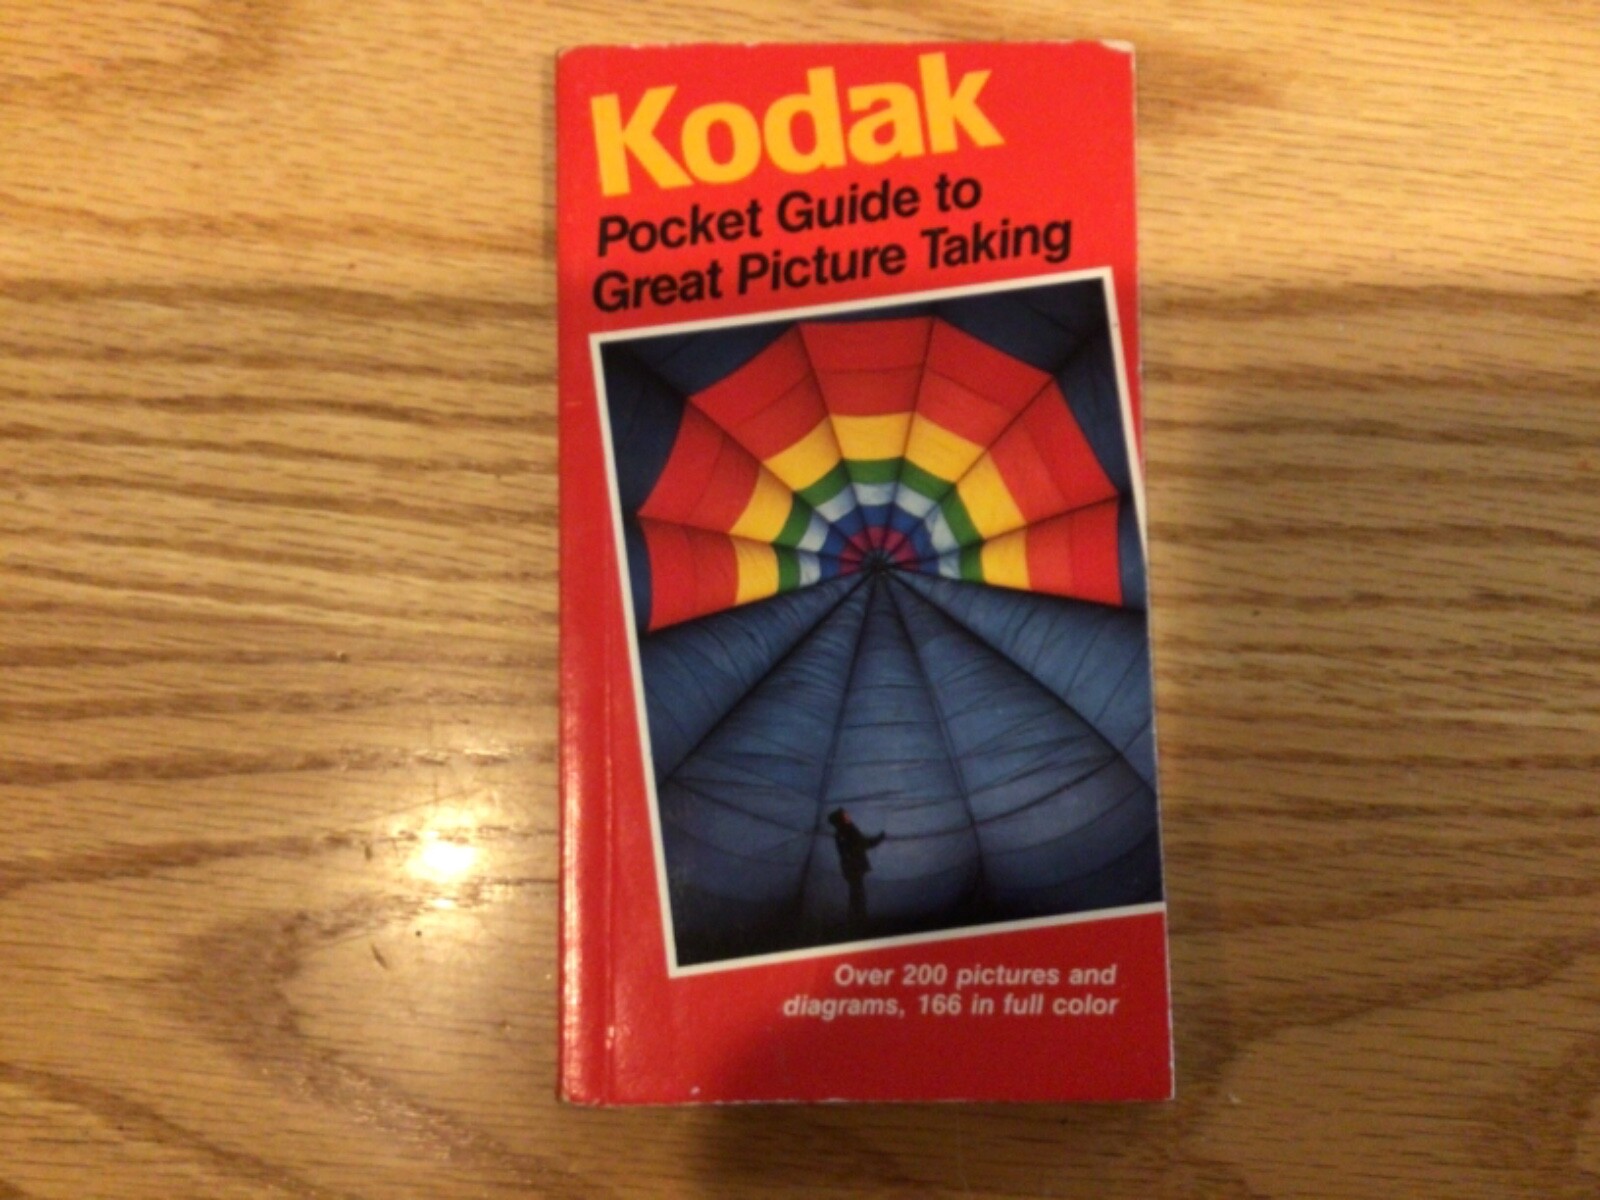 Kodak
Pocket Guide to
Great Picture Taking
Over 200 pictures and
diagrams, 166 in full color